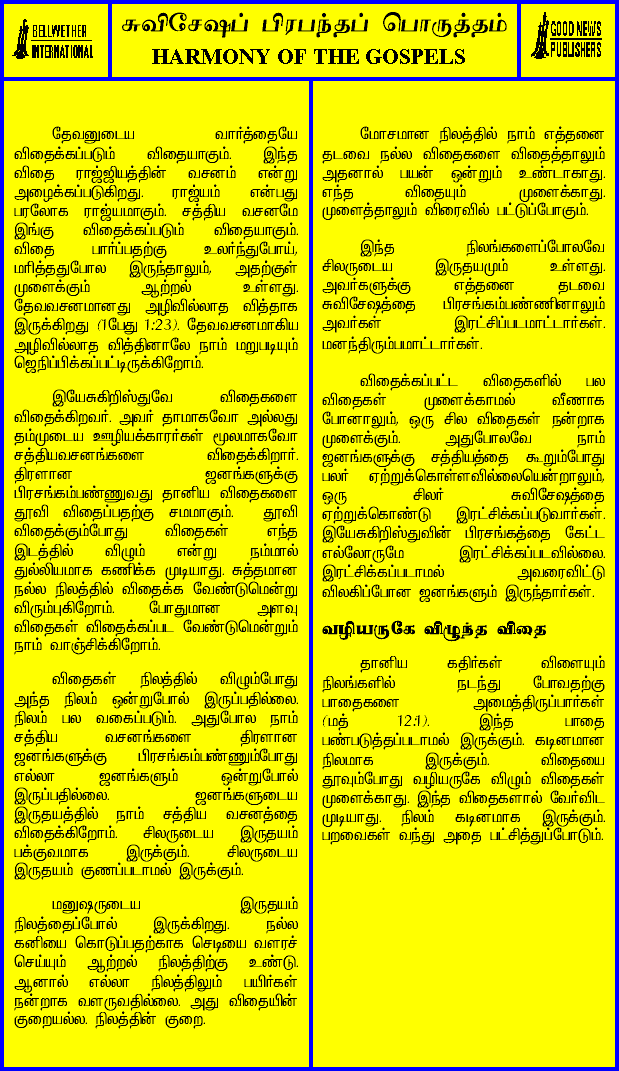 BELLWETHER
INTERNATIONAL
சுவிசேஷப் பிரபந்தப் பொருத்தம்
HARMONY OF THE GOSPELS
GOOD NEWS
PUBLISHERS
தேவனுடைய வார்த்தையே
விதைக்கப்படும் விதையாகும். இந்த
விதை ராஜ்ஜியத்தின் வசனம் என்று
அழைக்கப்படுகிறது. ராஜ்யம் என்பது
பரலோக ராஜ்யமாகும். சத்திய வசனமே
இங்கு விதைக்கப்படும் விதையாகும்.
விதை பார்ப்பதற்கு உலர்ந்துபோய்,
மரித்ததுபோல இருந்தாலும், அதற்குள்
முளைக்கும் ஆற்றல் உள்ளது.
தேவவசனமானது அழிவில்லாத வித்தாக
இருக்கிறது (1பேது 1:23). தேவவசனமாகிய
அழிவில்லாத வித்தினாலே நாம் மறுபடியும்
ஜெநிப்பிக்கப்பட்டிருக்கிறோம்.
இயேசுகிறிஸ்துவே விதைகளை
விதைக்கிறவர். அவர் தாமாகவோ அல்லது
தம்முடைய ஊழியக்காரர்கள் மூலமாகவோ
சத்தியவசனங்களை விதைக்கிறார்.
திரளான ஜனங்களுக்கு
பிரசங்கம்பண்ணுவது தானிய விதைகளை
தூவி விதைப்பதற்கு சமமாகும். தூவி
விதைக்கும்போது விதைகள் எந்த
இடத்தில் விழும் என்று நம்மால்
துல்லியமாக கணிக்க முடியாது. சுத்தமான
நல்ல நிலத்தில் விதைக்க வேண்டுமென்று
விரும்புகிறோம். போதுமான அளவு
விதைகள் விதைக்கப்பட வேண்டுமென்றும்
நாம் வாஞ்சிக்கிறோம்.
விதைகள் நிலத்தில் விழும்போது
அந்த நிலம் ஒன்றுபோல் இருப்பதில்லை.
நிலம் பல வகைப்படும். அதுபோல நாம்
சத்திய வசனங்களை திரளான
ஜனங்களுக்கு பிரசங்கம்பண்ணும்போது
எல்லா ஜனங்களும் ஒன்றுபோல்
இருப்பதில்லை. ஜனங்களுடைய
இருதயத்தில் நாம் சத்திய வசனத்தை
விதைக்கிறோம். சிலருடைய இருதயம்
பக்குவமாக இருக்கும். சிலருடைய
இருதயம் குணப்படாமல் இருக்கும்.
மனுஷருடைய இருதயம்
நிலத்தைப்போல் இருக்கிறது. நல்ல
கனியை கொடுப்பதற்காக செடியை வளரச்
செய்யும் ஆற்றல் நிலத்திற்கு உண்டு.
ஆனால் எல்லா நிலத்திலும் பயிர்கள்
நன்றாக வளருவதில்லை. அது விதையின்
குறையல்ல. நிலத்தின் குறை.
மோசமான நிலத்தில் நாம் எத்தனை
தடவை நல்ல விதைகளை விதைத்தாலும்
அதனால் பயன் ஒன்றும் உண்டாகாது.
எந்த விதையும் முளைக்காது.
முளைத்தாலும் விரைவில் பட்டுப்போகும்.
இந்த நிலங்களைப்போலவே
சிலருடைய இருதயமும் உள்ளது.
அவர்களுக்கு எத்தனை தடவை
சுவிசேஷத்தை பிரசங்கம்பண்ணினாலும்
அவர்கள் இரட்சிப்படமாட்டார்கள்.
மனந்திரும்பமாட்டார்கள்.
விதைக்கப்பட்ட விதைகளில் பல
விதைகள் முளைக்காமல் வீணாக
போனாலும், ஒரு சில விதைகள் நன்றாக
முளைக்கும். அதுபோலவே நாம்
ஜனங்களுக்கு சத்தியத்தை கூறும்போது
பலர் ஏற்றுக்கொள்ளவில்லையென்றாலும்,
ஒரு சிலர் சுவிசேஷத்தை
ஏற்றுக்கொண்டு இரட்சிக்கப்படுவார்கள்.
இயேசுகிறிஸ்துவின் பிரசங்கத்தை கேட்ட
எல்லோருமே இரட்சிக்கப்படவில்லை.
இரட்சிக்கப்படாமல் அவரைவிட்டு
விலகிப்போன ஜனங்களும் இருந்தார்கள்.
வழியருகே விழுந்த விதை
தானிய கதிர்கள் விளையும்
நிலங்களில் நடந்து போவதற்கு
பாதைகளை அமைத்திருப்பார்கள்
(மத் 12:1). இந்த பாதை
பண்படுத்தப்படாமல் இருக்கும். கடினமான
நிலமாக இருக்கும். விதையை
தூவும்போது வழியருகே விழும் விதைகள்
முளைக்காது. இந்த விதைகளால் வேர்விட
முடியாது. நிலம் கடினமாக இருக்கும்.
பறவைகள் வந்து அதை பட்சித்துப்போடும்.